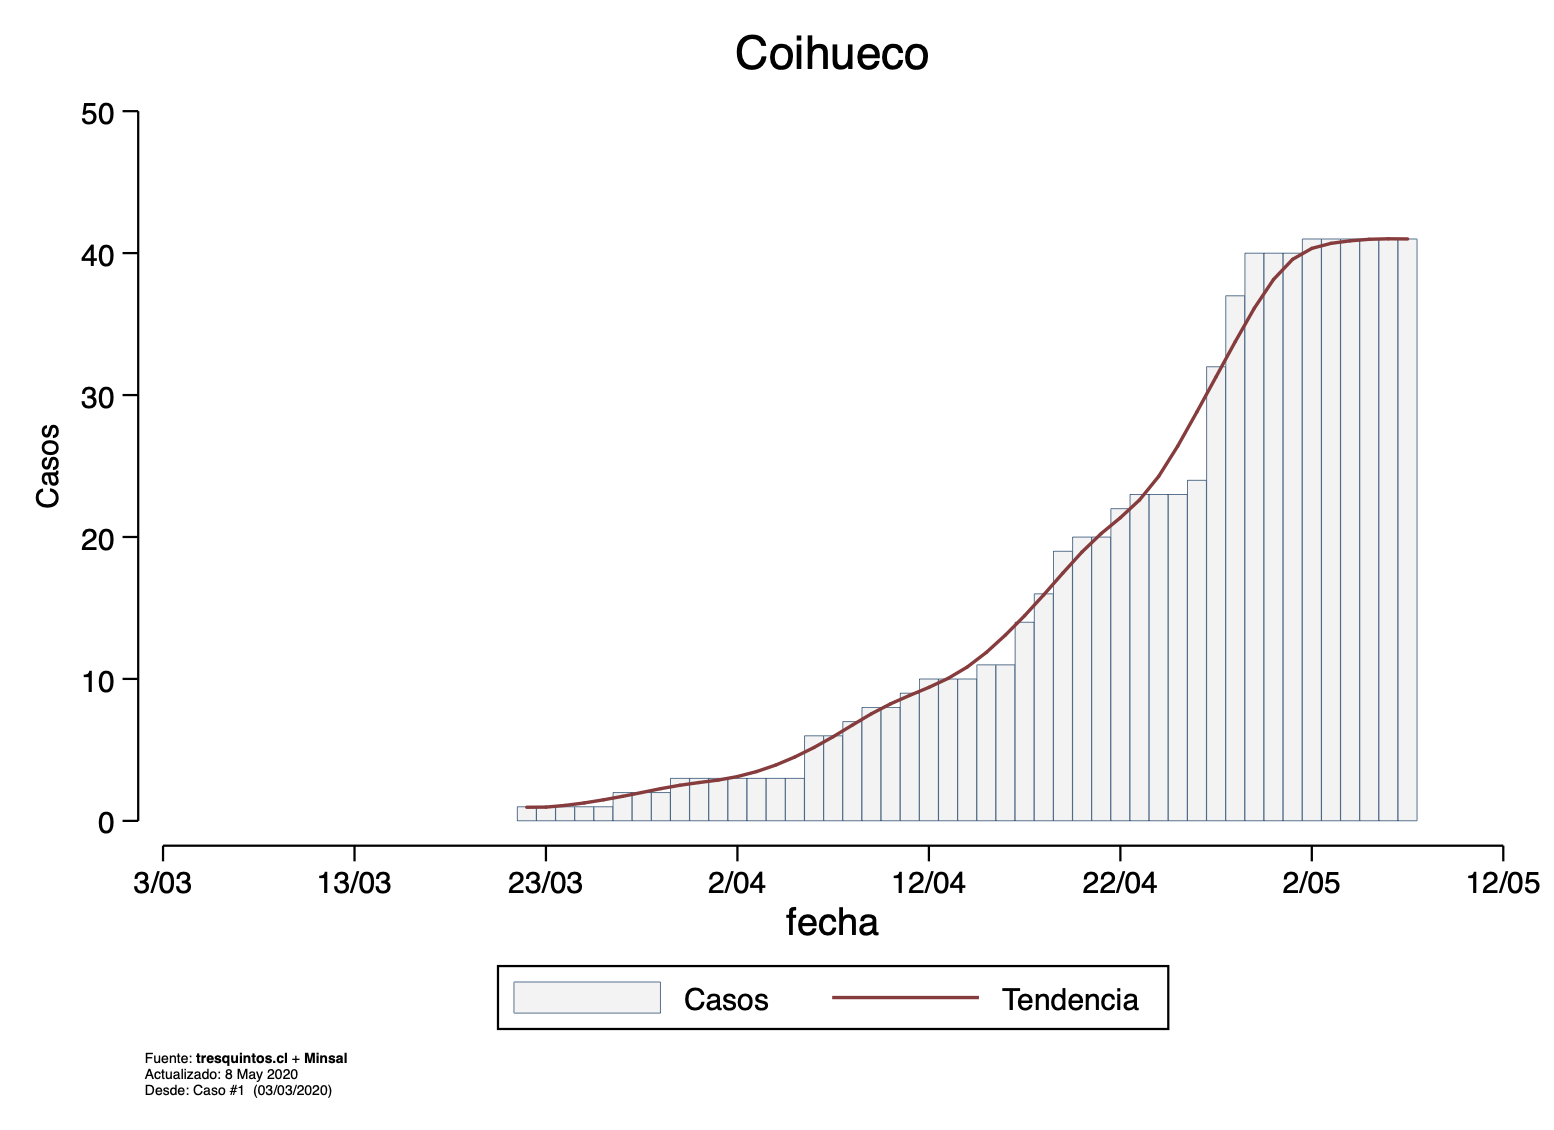 Coihueco
50
40
30
20
10
0
Casos
3/03 13/03 23/03 2/04 12/04 22/04 2/05 12/05
fecha
Casos Tendencia
Fuente: tresquintos.cl + Minsal
Actualizado: 8 May 2020
Desde: Caso #1 (03/03/2020)